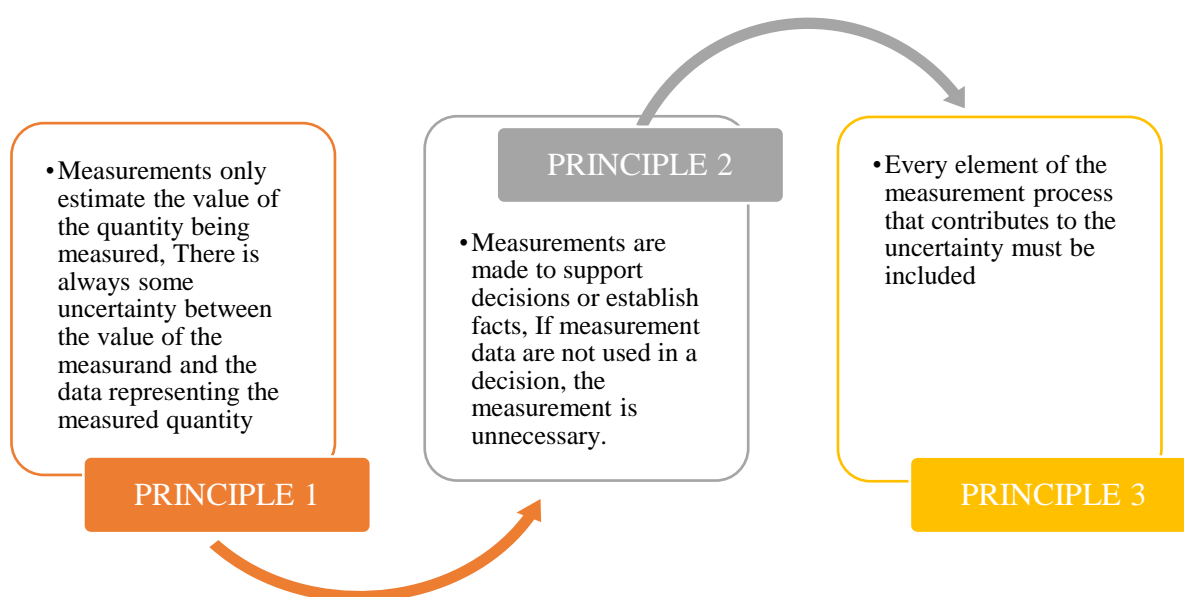 •Measurements only
estimate the value of
the quantity being
measured, There is
always some
uncertainty between
the value of the
measurand and the
data representing the
measured quantity
PRINCIPLE 1
PRINCIPLE 2
•Measurements are
made to support
decisions or establish
facts, If measurement
data are not used in a
decision, the
measurement is
unnecessary.
•Every element of the
measurement process
that contributes to the
uncertainty must be
included
PRINCIPLE 3